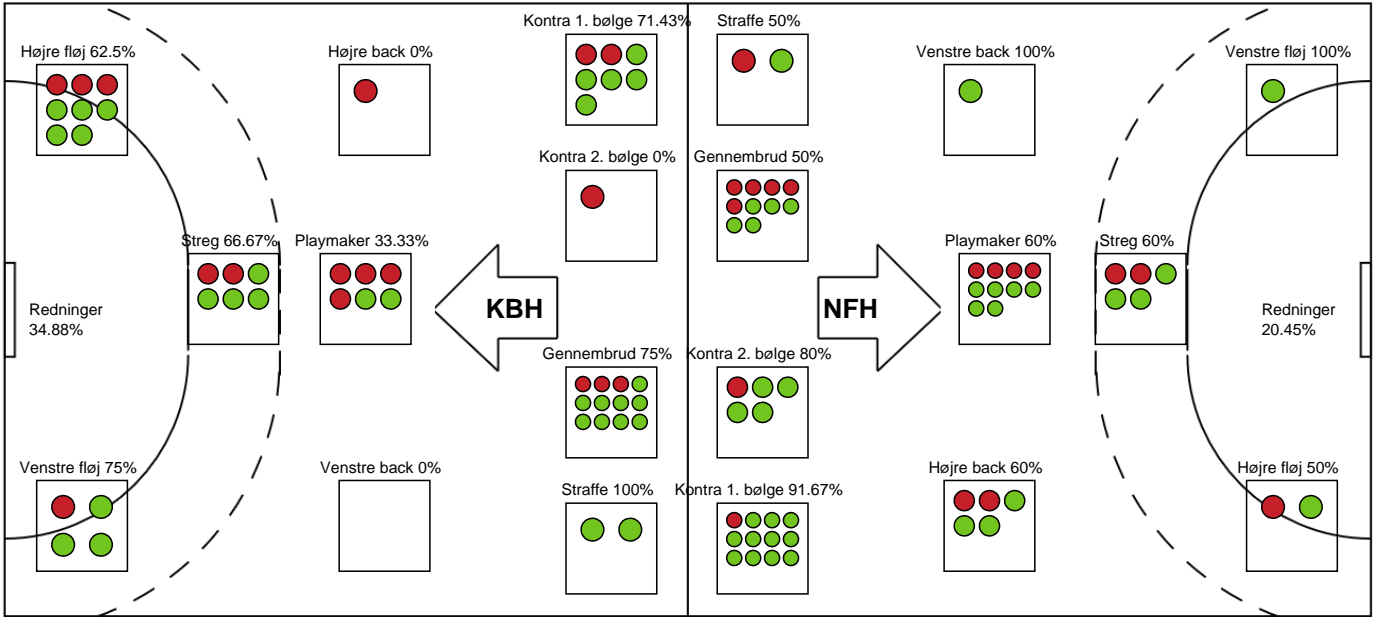 Kontra 1. bølge 71.43%
Straffe 50%
Højre fløj 62.5%
Højre back 0%
Venstre back 100%
Venstre fløj 100%
Kontra 2. bølge 0%
Gennembrud 50%
Streg 66.67%
Playmaker 33.33%
Playmaker 60%
Streg 60%
Redninger
34.88%
KBH
NFH
Redninger
20.45%
Gennembrud 75%
Kontra 2. bølge 80%
Venstre fløj 75%
Venstre back 0%
Højre back 60%
Højre fløj 50%
Straffe 100%
Kontra 1. bølge 91.67%